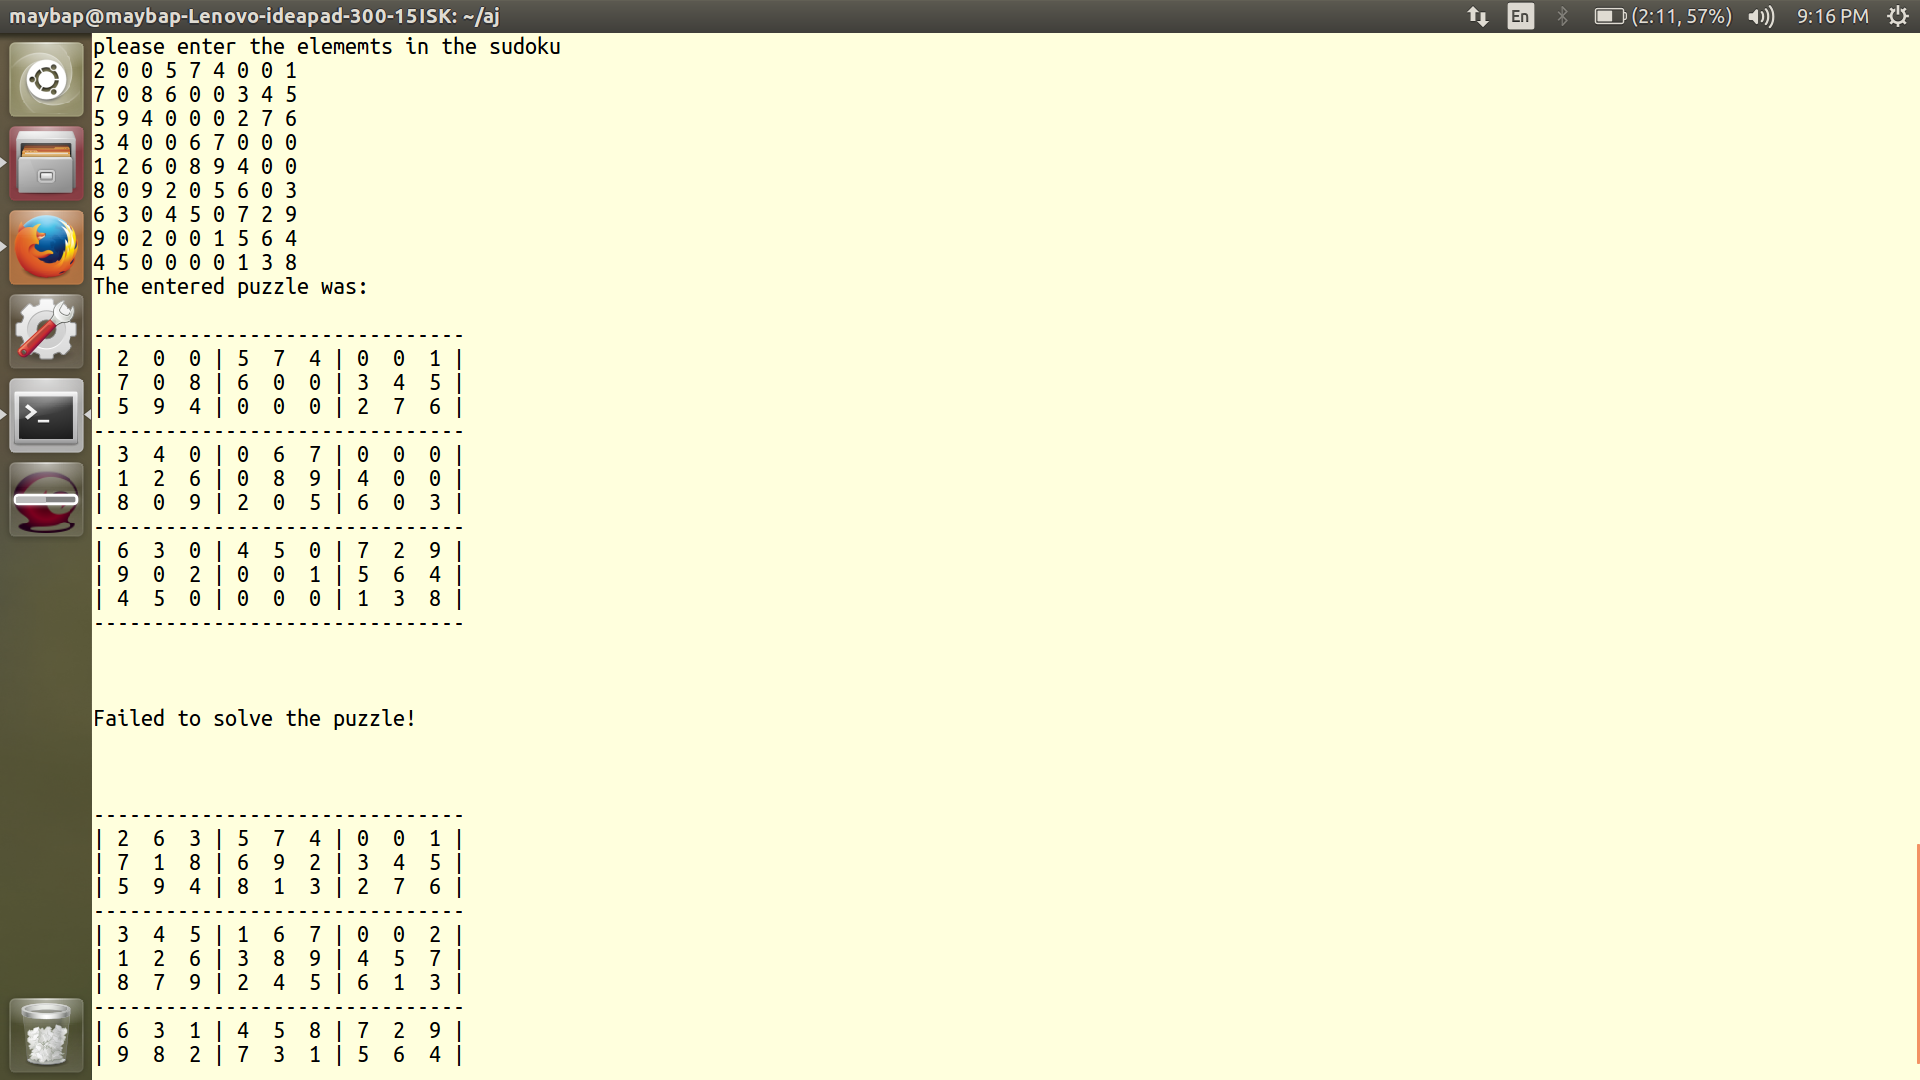 maybap@maybap-Lenovo-ideapad-300-15ISK: ~/aj En (2:11, 57%) 9:16 PM
please enter the elememts in the sudoku
2 0 0 5 7 4 0 0 1
7 0 8 6 0 0 3 4 5
5 9 4 0 0 0 2 7 6
3 4 0 0 6 7 0 0 0
1 2 6 0 8 9 4 0 0
8 0 9 2 0 5 6 0 3
6 3 0 4 5 0 7 2 9
9 0 2 0 0 1 5 6 4
4 5 0 0 0 0 1 3 8
The entered puzzle was:
-------------------------------
| 2  0  0 | 5  7  4 | 0  0  1 |
| 7  0  8 | 6  0  0 | 3  4  5 |
| 5  9  4 | 0  0  0 | 2  7  6 |
-------------------------------
| 3  4  0 | 0  6  7 | 0  0  0 |
| 1  2  6 | 0  8  9 | 4  0  0 |
| 8  0  9 | 2  0  5 | 6  0  3 |
-------------------------------
| 6  3  0 | 4  5  0 | 7  2  9 |
| 9  0  2 | 0  0  1 | 5  6  4 |
| 4  5  0 | 0  0  0 | 1  3  8 |
-------------------------------
Failed to solve the puzzle!
-------------------------------
| 2  6  3 | 5  7  4 | 0  0  1 |
| 7  1  8 | 6  9  2 | 3  4  5 |
| 5  9  4 | 8  1  3 | 2  7  6 |
-------------------------------
| 3  4  5 | 1  6  7 | 0  0  2 |
| 1  2  6 | 3  8  9 | 4  5  7 |
| 8  7  9 | 2  4  5 | 6  1  3 |
-------------------------------
| 6  3  1 | 4  5  8 | 7  2  9 |
| 9  8  2 | 7  3  1 | 5  6  4 |